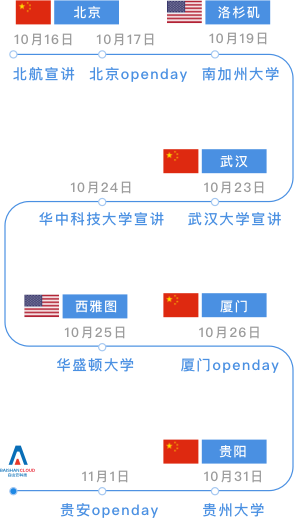 北京
洛杉矶
10月16日
10月17日
10月19日
北航宣讲
北京openday
南加州大学
武汉
10月24日
10月23日
华中科技大学宣讲
武汉大学宣讲
西雅图
厦门
10月25日
10月26日
华盛顿大学
厦门openday
贵阳
BAISHANCLOUD
白山云科技
11月1日
10月31日
贵安openday
贵州大学